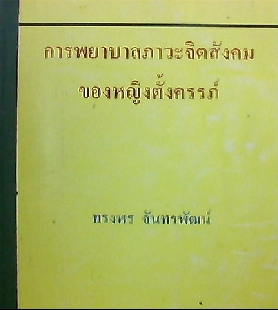 การพยาบาลภาวะจิตสังคม
ของหญิงตั้งครรภ์
ทรงพร จันทรพัฒน์